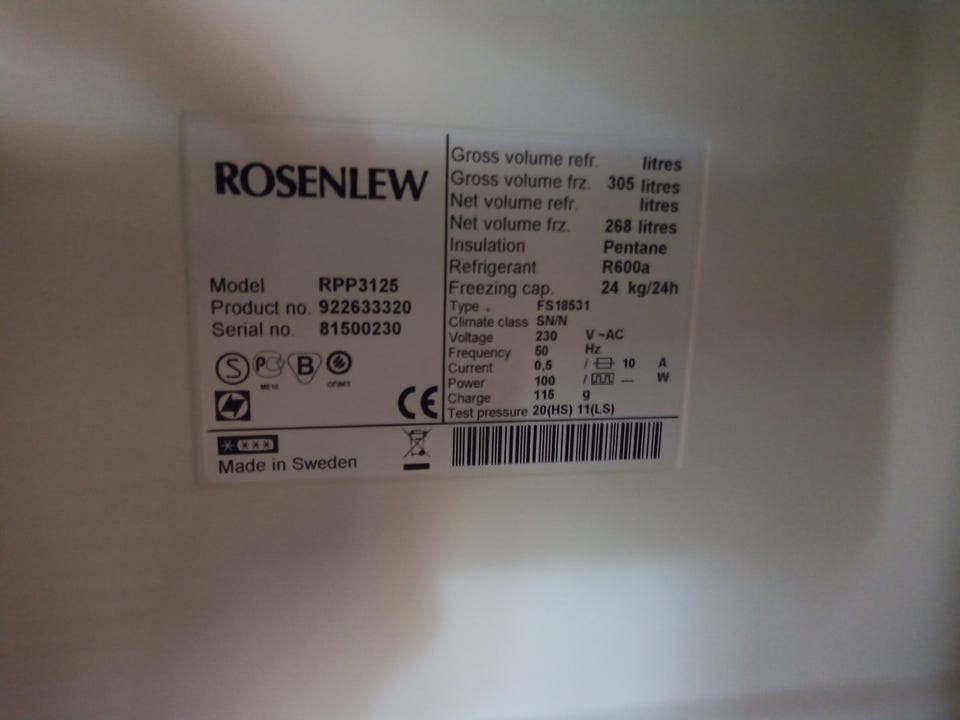 ROSENLEW
Model RPP3125
Product no. 922633320
Serial no. 81500230
S PC B
ME10
CE
Made in Sweden
Gross volume refr. litres
Gross volume frz. 305 litres
Net volume refr. litres
Net volume frz. 268 litres
Insulation Pentane
Refrigerant R600a
Freezing cap. 24 kg/24h
Type FS18531
Climate class SN/N
Voltage 230 V ~AC
Frequency 50 Hz
Current 0,5 / 10 A
Power 100 / — W
Charge 115 g
Test pressure 20(HS) 11(LS)